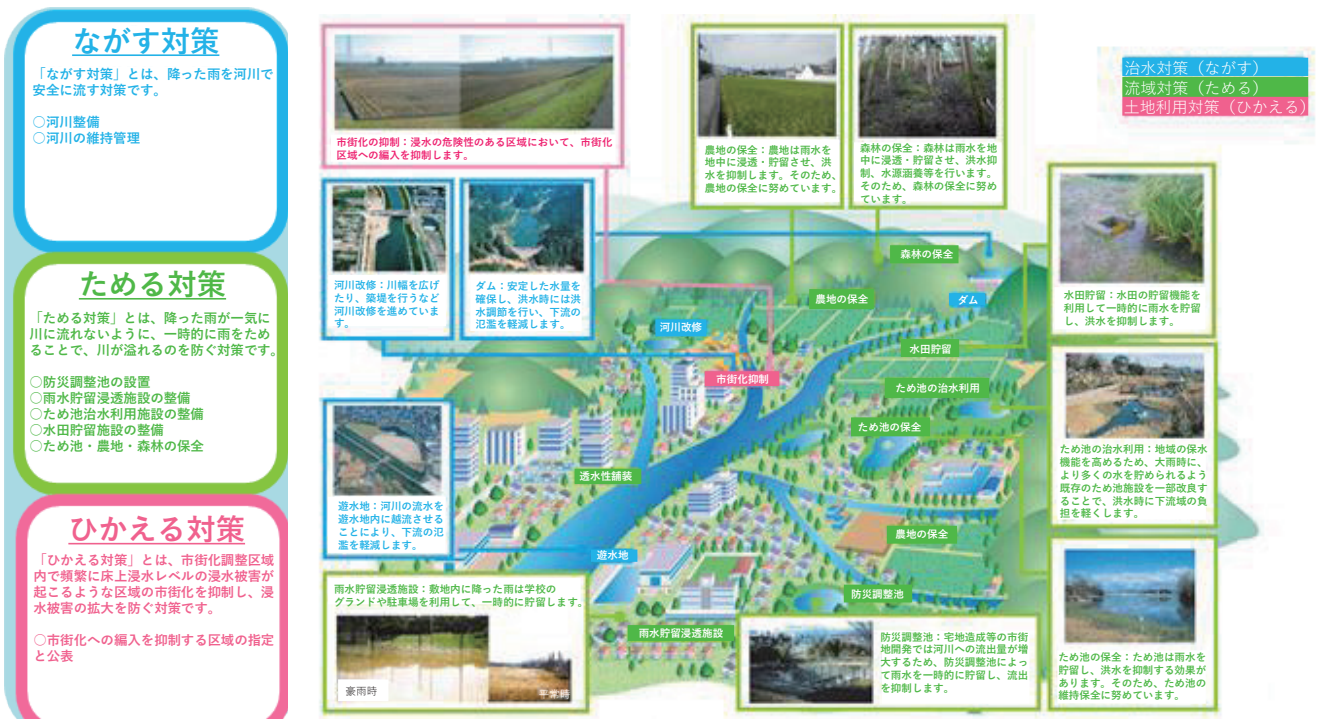 ながす対策
「ながす対策」とは、降った雨を河川で
安全に流す対策です。
○河川整備
○河川の維持管理
ためる対策
「ためる対策」とは、降った雨が一気に
川に流れないように、一時的に雨をため
ることで、川が溢れるのを防ぐ対策です。
○防災調整池の設置
○雨水貯留浸透施設の整備
○ため池治水利用施設の整備
○水田貯留施設の整備
○ため池・農地・森林の保全
ひかえる対策
「ひかえる対策」とは、市街化調整区域
内で頻繁に床上浸水レベルの浸水被害が
起こるような区域の市街化を抑制し、浸
水被害の拡大を防ぐ対策です。
○市街化への編入を抑制する区域の指定
と公表
市街化の抑制：浸水の危険性のある区域において、市街化
区域への編入を抑制します。
農地の保全：農地は雨水を
地中に浸透・貯留させ、洪
水を抑制します。そのため、
農地の保全に努めています。
森林の保全：森林は雨水を地
中に浸透・貯留させ、洪水抑
制、水源涵養等を行います。
そのため、森林の保全に努め
ています。
治水対策（ながす）
流域対策（ためる）
土地利用対策（ひかえる）
河川改修：川幅を広げ
たり、築堤を行うなど
河川改修を進めていま
す。
ダム：安定した水量を
確保し、洪水時には洪
水調節を行い、下流の
氾濫を軽減します。
水田貯留：水田の貯留機能を
利用して一時的に雨水を貯留
し、洪水を抑制します。
森林の保全
農地の保全
ダム
河川改修
水田貯留
市街化抑制
ため池の治水利用
ため池の保全
透水性舗装
農地の保全
遊水地
防災調整池
雨水貯留浸透施設
ため池の治水利用：地域の保水
機能を高めるため、大雨時に、
より多くの水を貯められるよう
既存のため池施設を一部改良す
ることで、洪水時に下流域の負
担を軽くします。
遊水地：河川の流水を
遊水地内に越流させる
ことにより、下流の氾
濫を軽減します。
雨水貯留浸透施設：敷地内に降った雨は学校の
グランドや駐車場を利用して、一時的に貯留します。
豪雨時
平常時
防災調整池：宅地造成等の市街
地開発では河川への流出量が増
大するため、防災調整池によっ
て雨水を一時的に貯留し、流出
を抑制します。
ため池の保全：ため池は雨水を
貯留し、洪水を抑制する効果が
あります。そのため、ため池の
維持保全に努めています。